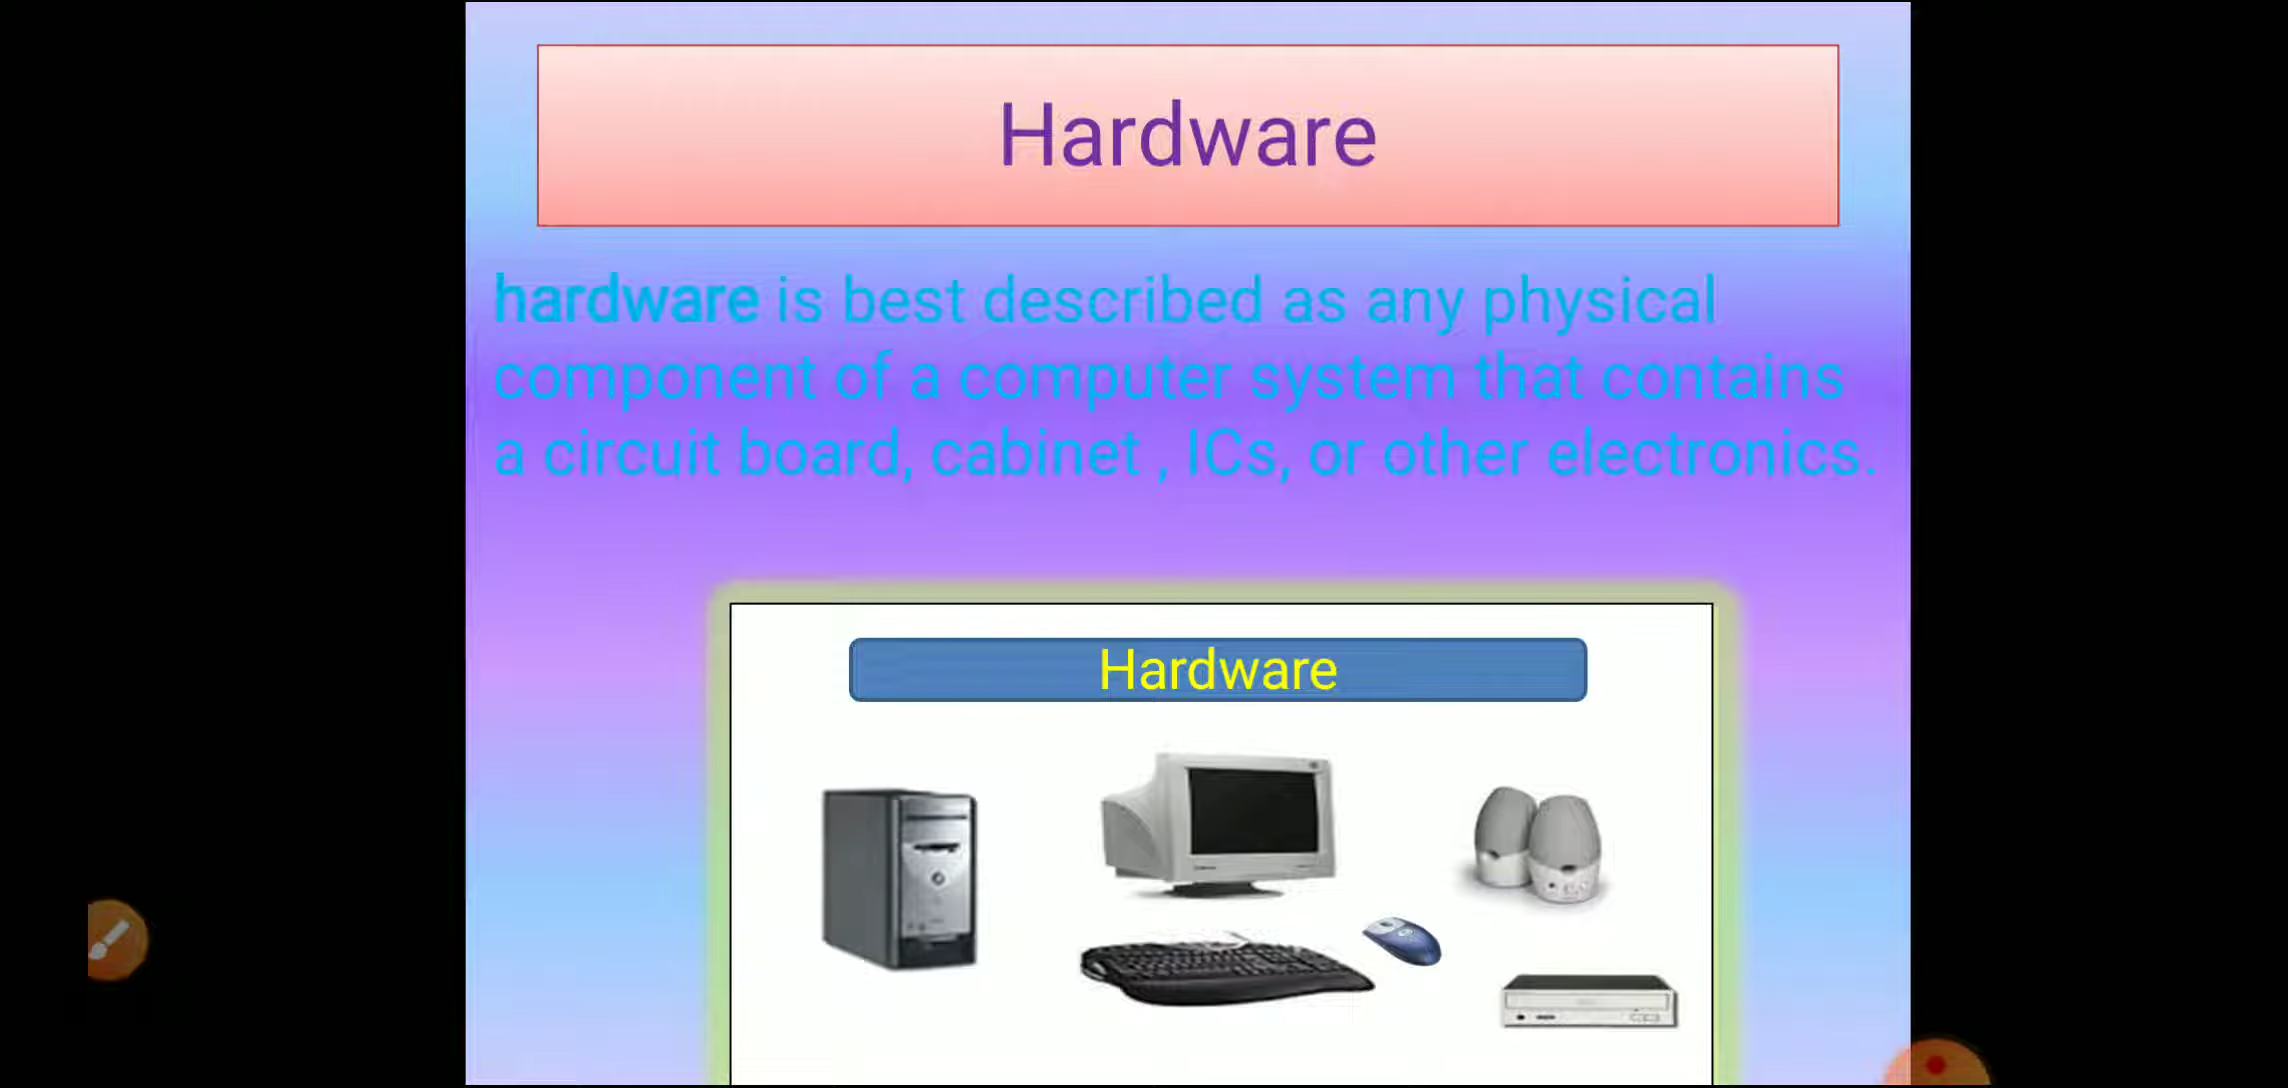 Hardware
hardware is best described as any physical
component of a computer system that contains
a circuit board, cabinet , ICs, or other electronics.
Hardware